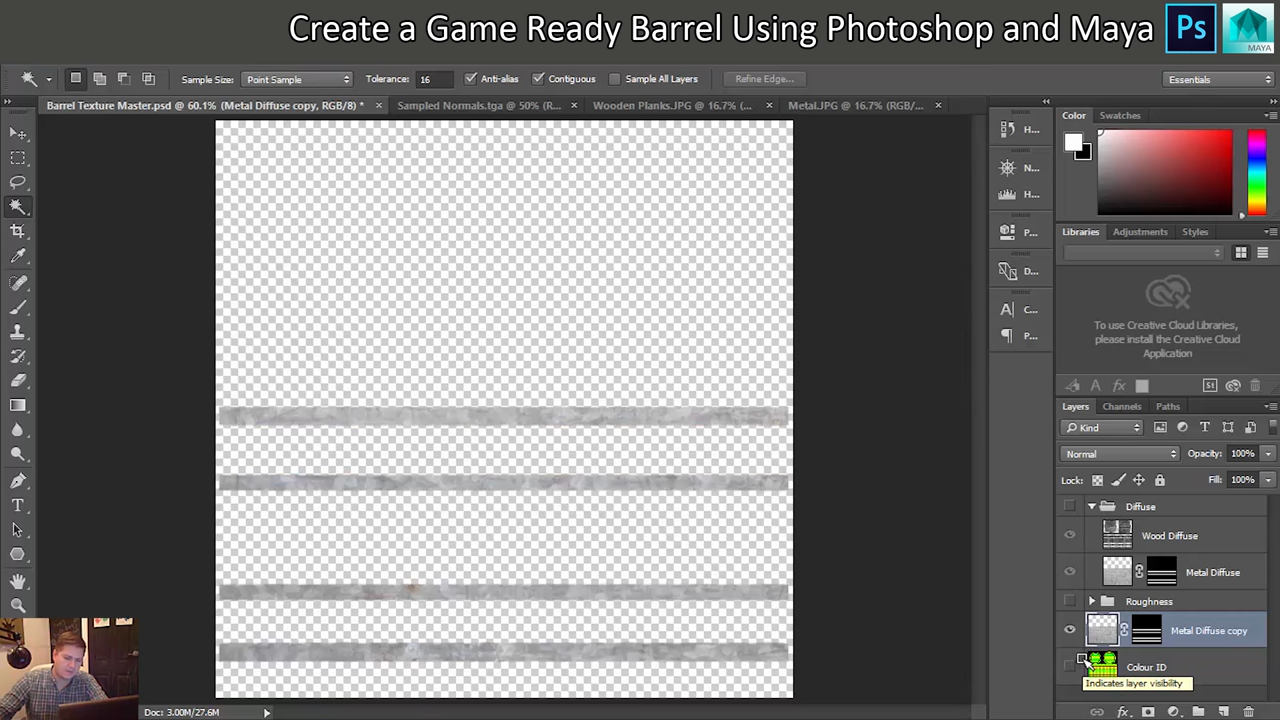 Create a Game Ready Barrel Using Photoshop and Maya
Ps
MAYA
Sample Size: Point Sample Tolerance: 16 Anti-alias Contiguous Sample All Layers Refine Edge... Essentials
Barrel Texture Master.psd @ 60.1% (Metal Diffuse copy, RGB/8) * × Sampled Normals.tga @ 50% (R... × Wooden Planks.JPG @ 16.7% (... × Metal.JPG @ 16.7% (RGB/... ×
Color Swatches
H...
N...
H...
P...
D...
C...
P...
Libraries Adjustments Styles
To use Creative Cloud Libraries,
please install the Creative Cloud
Application
Layers Channels Paths
Kind
Normal Opacity: 100%
Lock: Fill: 100%
Diffuse
Wood Diffuse
Metal Diffuse
Roughness
Metal Diffuse copy
Colour ID
Indicates layer visibility
Doc: 3.00M/27.6M